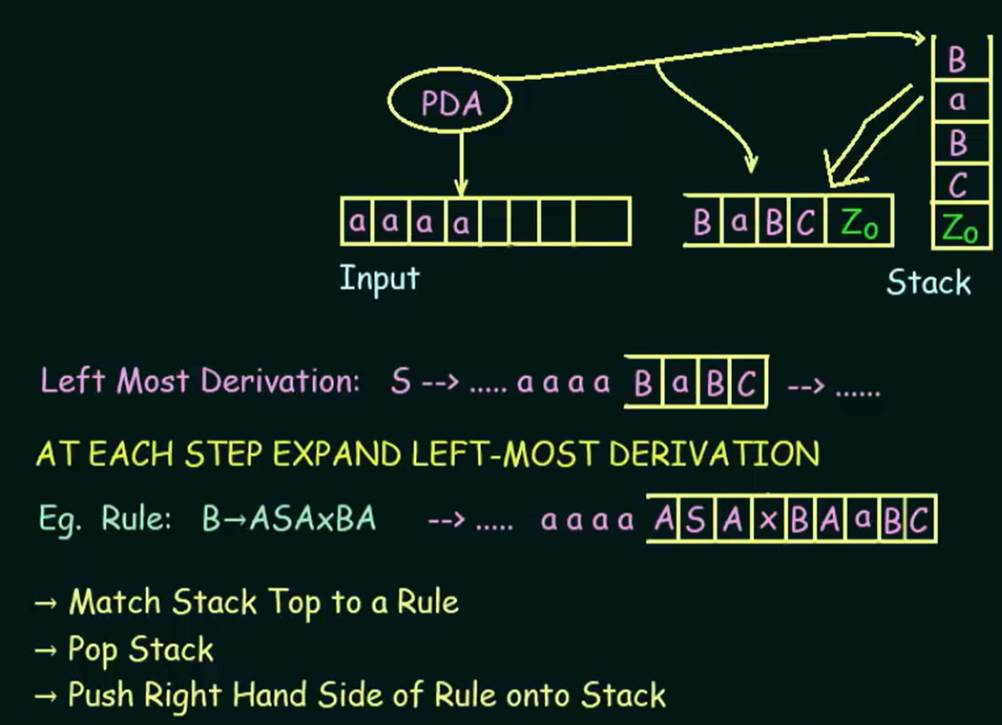 PDA
B
a
B
C
Z₀
a a a a
B a B C Z₀
Input
Stack
Left Most Derivation: S --> ..... a a a a B a B C --> ......
AT EACH STEP EXPAND LEFT-MOST DERIVATION
Eg. Rule: B→ASAxBA --> ..... a a a a A S A x B A a B C
→ Match Stack Top to a Rule
→ Pop Stack
→ Push Right Hand Side of Rule onto Stack